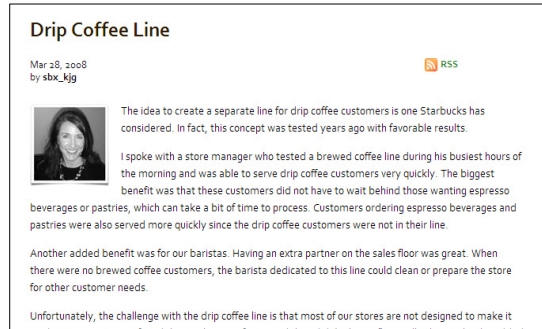 Drip Coffee Line
Mar 28, 2008
RSS
by sbx_kjg
The idea to create a separate line for drip coffee customers is one Starbucks has
considered. In fact, this concept was tested years ago with favorable results.
I spoke with a store manager who tested a brewed coffee line during his busiest hours of
the morning and was able to serve drip coffee customers very quickly. The biggest
benefit was that these customers did not have to wait behind those wanting espresso
beverages or pastries, which can take a bit of time to process. Customers ordering espresso beverages and
pastries were also served more quickly since the drip coffee customers were not in their line.
Another added benefit was for our baristas. Having an extra partner on the sales floor was great. When
there were no brewed coffee customers, the barista dedicated to this line could clean or prepare the store
for other customer needs.
Unfortunately, the challenge with the drip coffee line is that most of our stores are not designed to make it